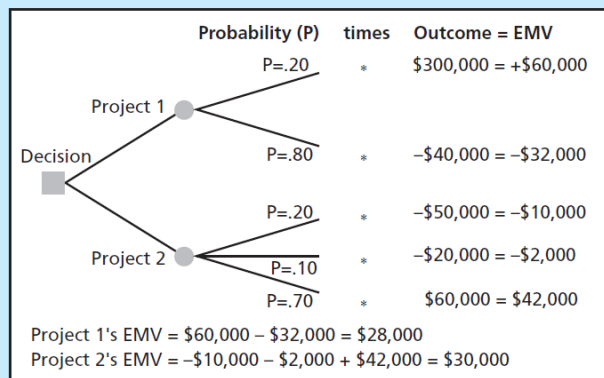 Probability (P) times Outcome = EMV
P=.20 * $300,000 = +$60,000
Project 1
P=.80 * –$40,000 = –$32,000
Decision
P=.20 * –$50,000 = –$10,000
Project 2
P=.10 * –$20,000 = –$2,000
P=.70 * $60,000 = $42,000
Project 1's EMV = $60,000 – $32,000 = $28,000
Project 2's EMV = –$10,000 – $2,000 + $42,000 = $30,000